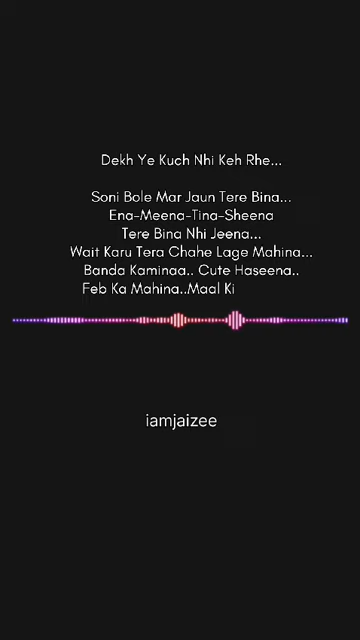 Dekh Ye Kuch Nhi Keh Rhe...
Soni Bole Mar Jaun Tere Bina...
Ena-Meena-Tina-Sheena
Tere Bina Nhi Jeena...
Wait Karu Tera Chahe Lage Mahina...
Banda Kaminaa.. Cute Haseena..
Feb Ka Mahina..Maal Ki
iamjaizee